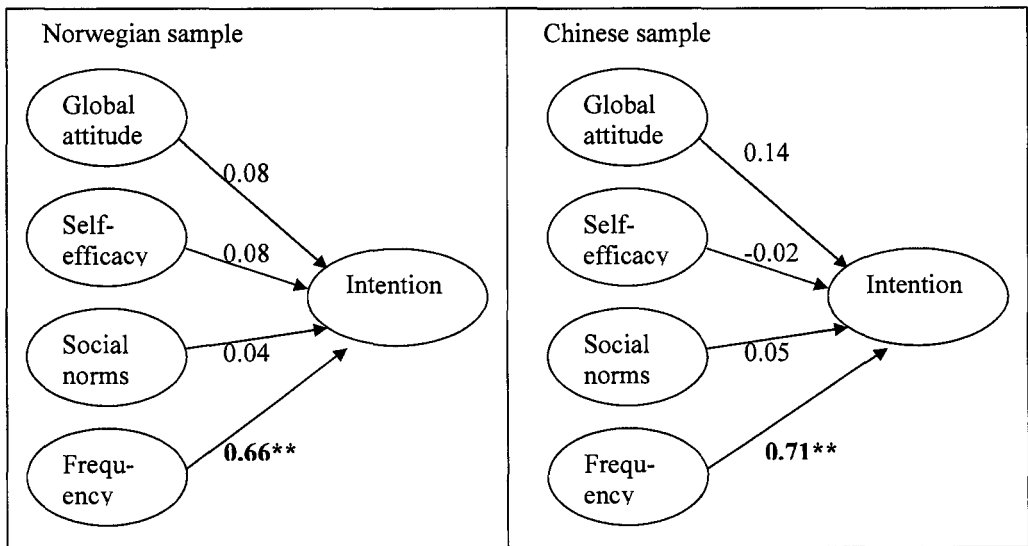 Norwegian sample
Global
attitude
0.08
Self-
efficacy
0.08
Intention
Social
norms
0.04
Frequ-
ency
0.66**
Chinese sample
Global
attitude
0.14
Self-
efficacy
-0.02
Intention
Social
norms
0.05
Frequ-
ency
0.71**